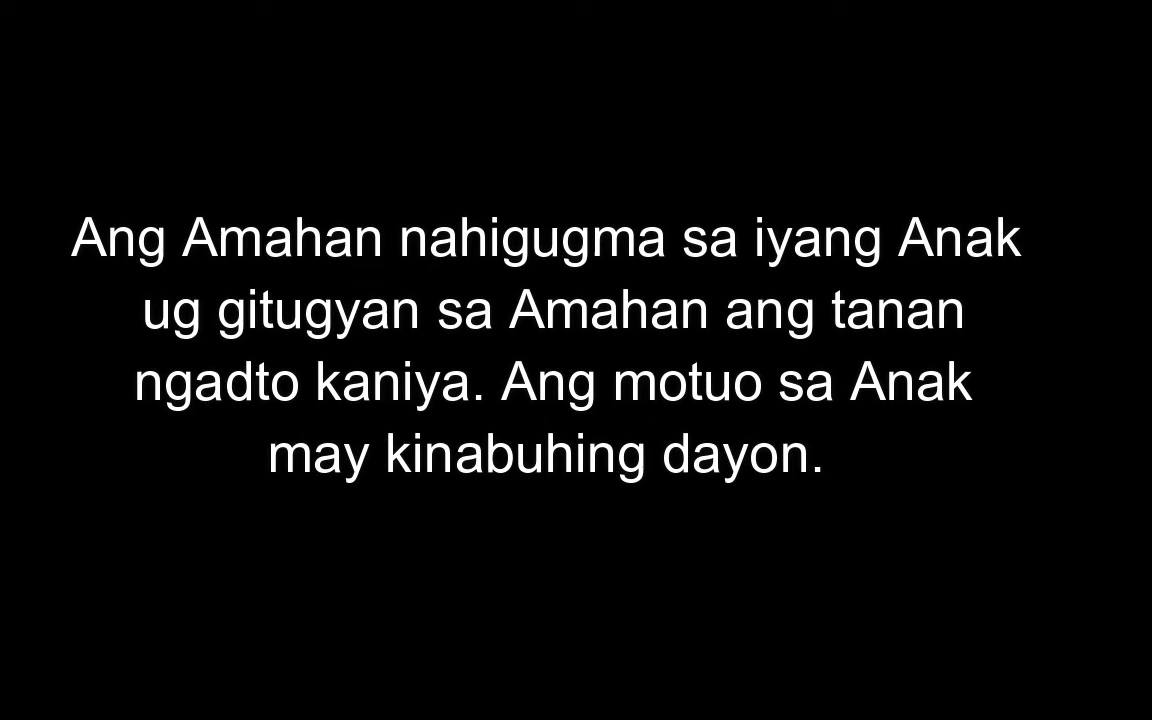 Ang Amahan nahigugma sa iyang Anak
ug gitugyan sa Amahan ang tanan
ngadto kaniya. Ang motuo sa Anak
may kinabuhing dayon.